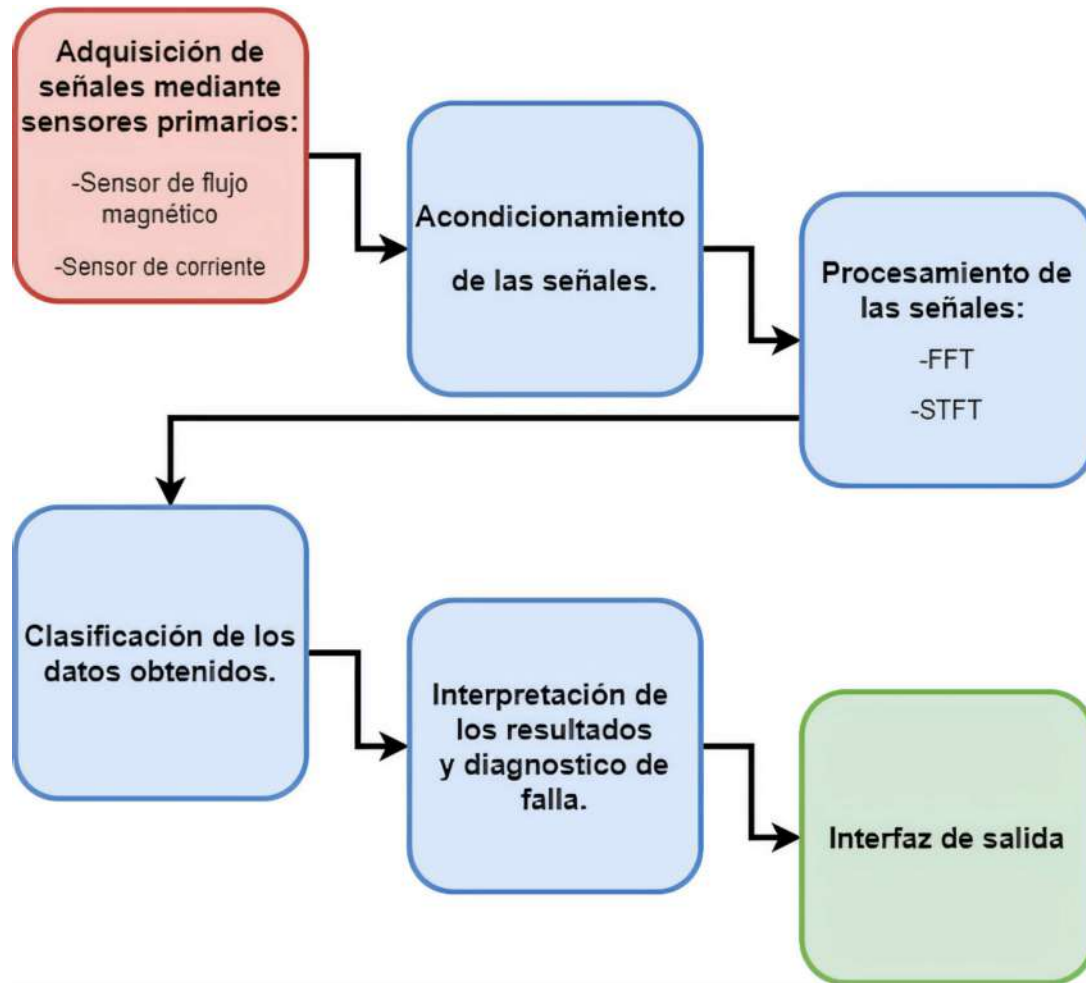 Adquisición de
señales mediante
sensores primarios:
-Sensor de flujo
magnético
-Sensor de corriente
Acondicionamiento
de las señales.
Procesamiento de
las señales:
-FFT
-STFT
Clasificación de los
datos obtenidos.
Interpretación de
los resultados
y diagnostico de
falla.
Interfaz de salida